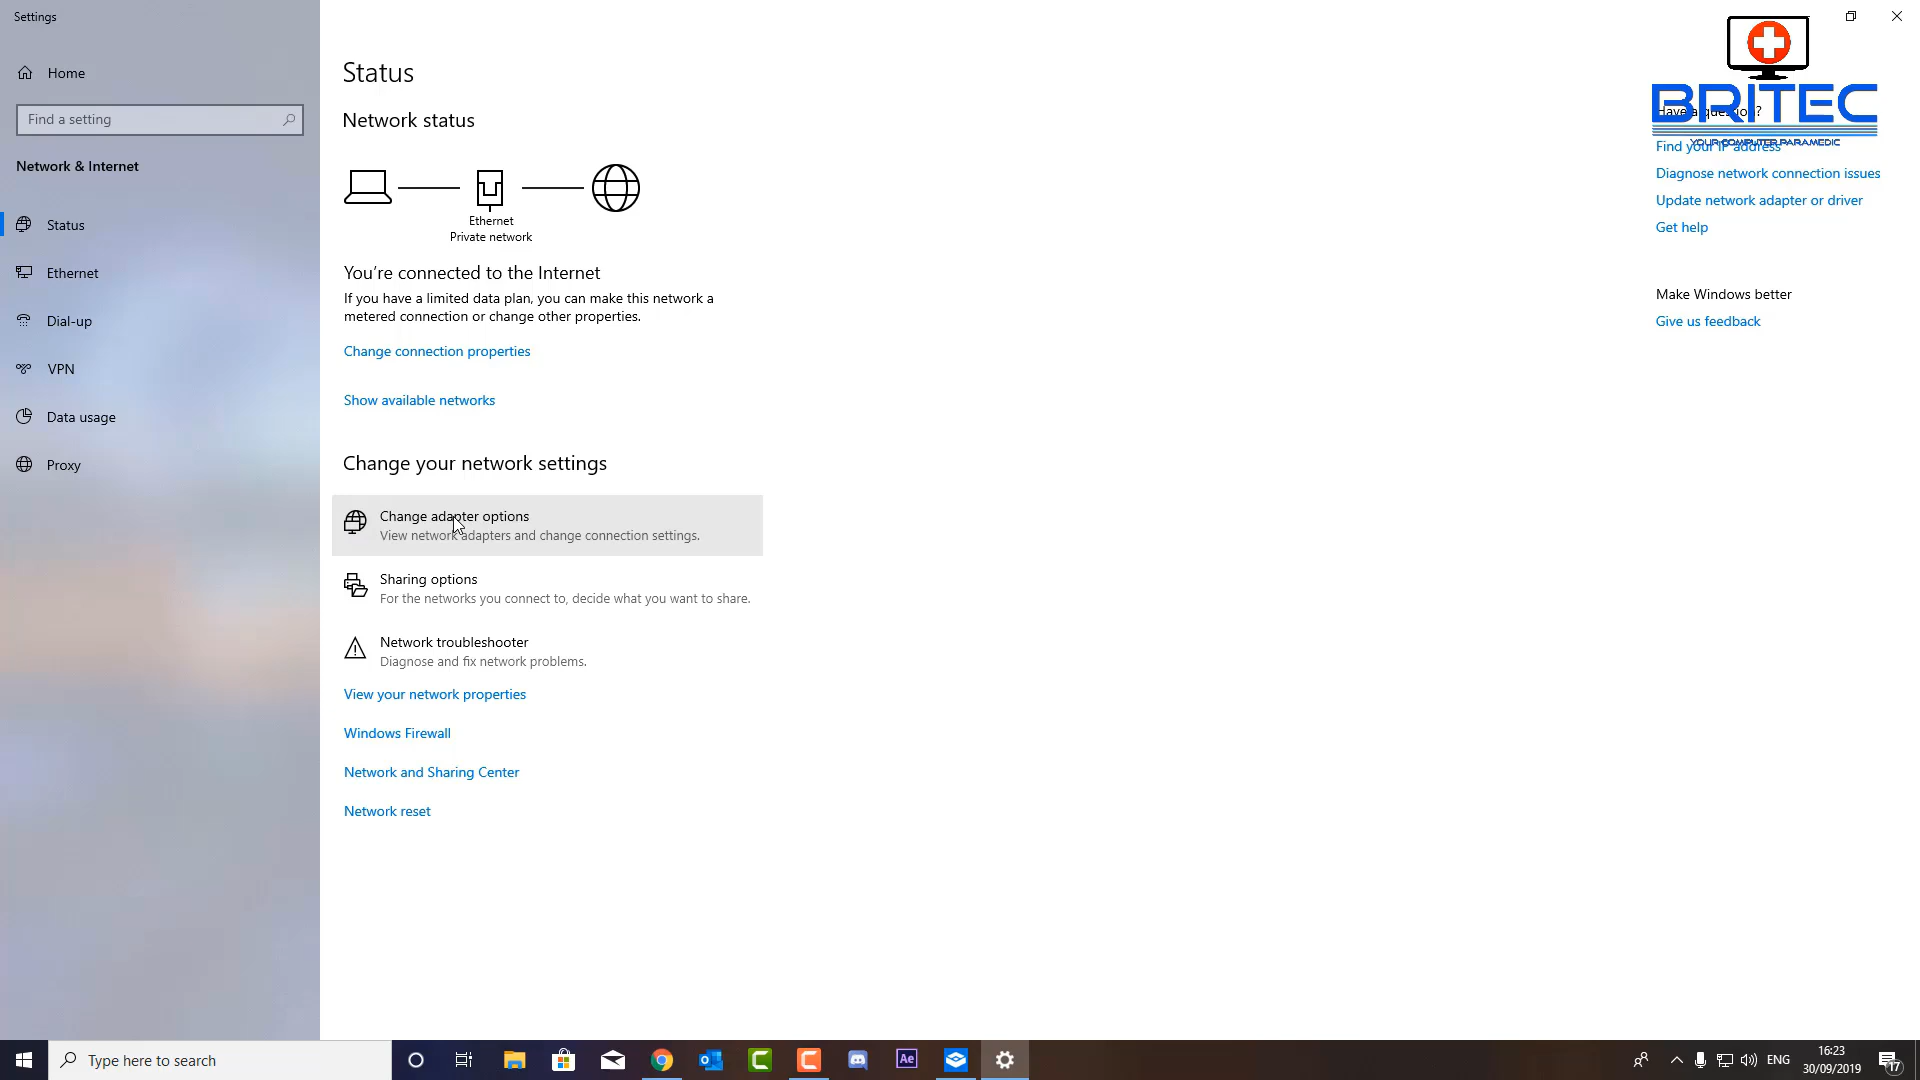 Settings
Home
Find a setting
Network & Internet
Status
Ethernet
Dial-up
VPN
Data usage
Proxy
Status
Network status
Ethernet
Private network
You're connected to the Internet
If you have a limited data plan, you can make this network a
metered connection or change other properties.
Change connection properties
Show available networks
Change your network settings
Change adapter options
View network adapters and change connection settings.
Sharing options
For the networks you connect to, decide what you want to share.
Network troubleshooter
Diagnose and fix network problems.
View your network properties
Windows Firewall
Network and Sharing Center
Network reset
BRITEC
YOUR COMPUTER PARAMEDIC
Have a question?
Find your IP address
Diagnose network connection issues
Update network adapter or driver
Get help
Make Windows better
Give us feedback
Type here to search
Ae
ENG
16:23
30/09/2019
17